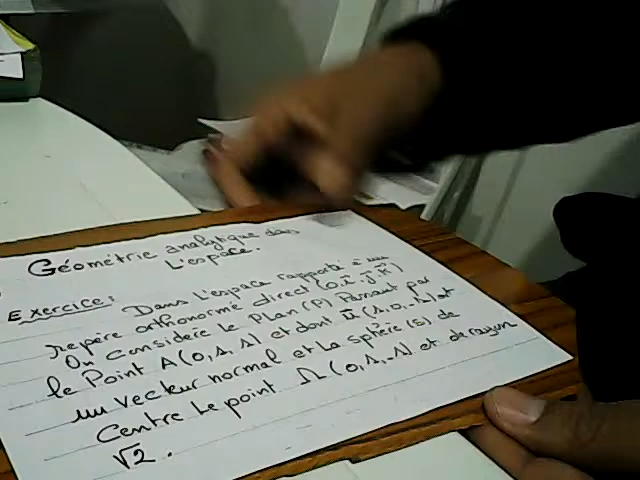 Géométrie analytique dans
L'espace.
Exercice:
Dans L'espace rapporté à un
repère orthonormé direct (o, i, j, k)
On considère le Plan (P) Passant par
le Point A (0, 1, 1) et dont u (1, 0, -1) est
un vecteur normal et la sphère (S) de
Centre Le point Ω (0, 1, -1) et de rayon
√2.